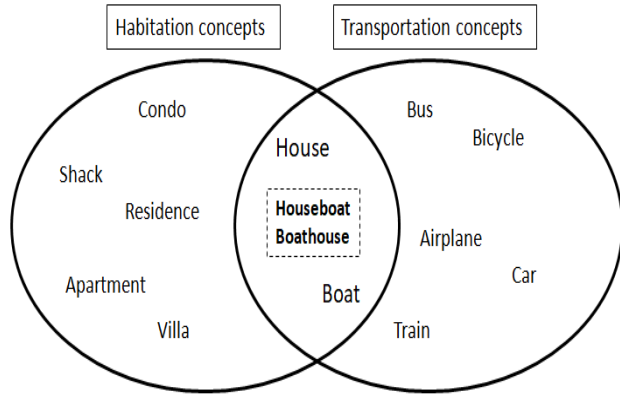 Habitation concepts
Transportation concepts
Condo
Bus
Bicycle
House
Shack
Residence
Houseboat
Boathouse
Airplane
Car
Apartment
Boat
Villa
Train